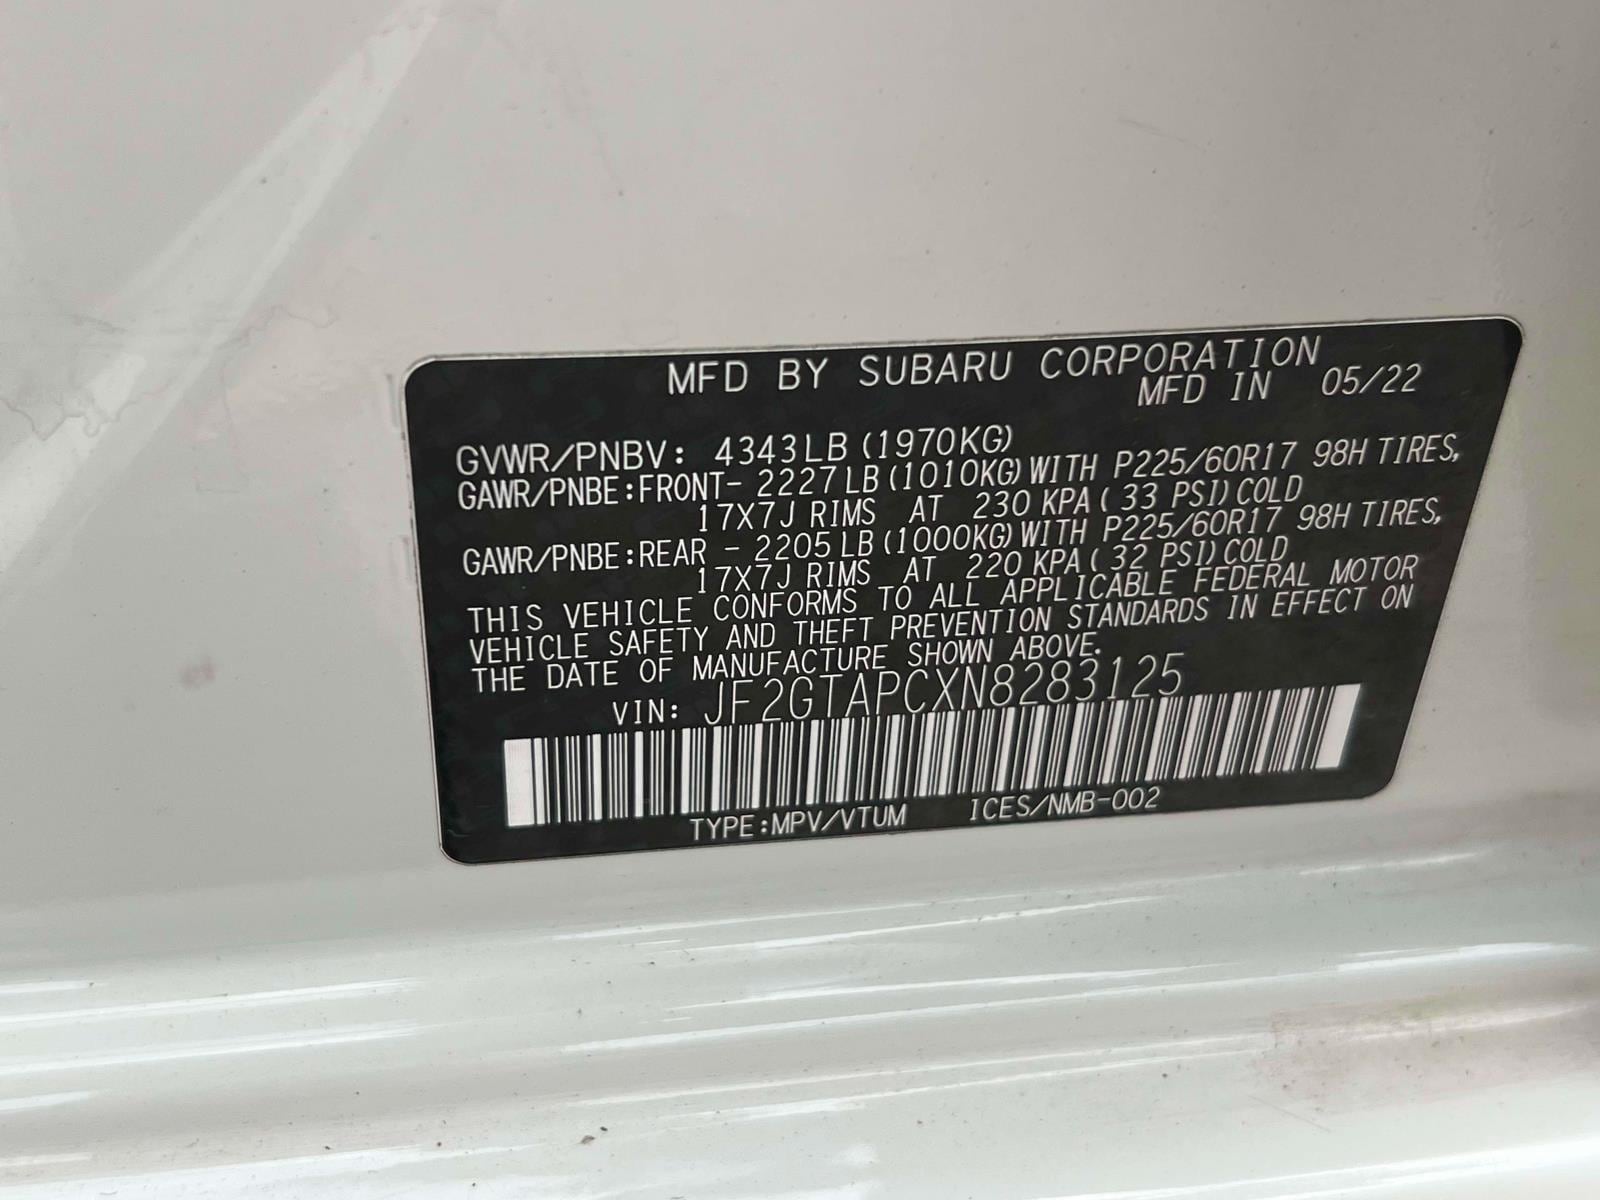 MFD BY SUBARU CORPORATION
MFD IN 05/22
GVWR/PNBV: 4343LB (1970KG)
GAWR/PNBE:FRONT- 2227LB (1010KG) WITH P225/60R17 98H TIRES,
17X7J RIMS AT 230 KPA ( 33 PSI) COLD
GAWR/PNBE:REAR - 2205LB (1000KG) WITH P225/60R17 98H TIRES,
17X7J RIMS AT 220 KPA ( 32 PSI) COLD
THIS VEHICLE CONFORMS TO ALL APPLICABLE FEDERAL MOTOR
VEHICLE SAFETY AND THEFT PREVENTION STANDARDS IN EFFECT ON
THE DATE OF MANUFACTURE SHOWN ABOVE.
VIN: JF2GTAPCXN8283125
TYPE:MPV/VTUM ICES/NMB-002